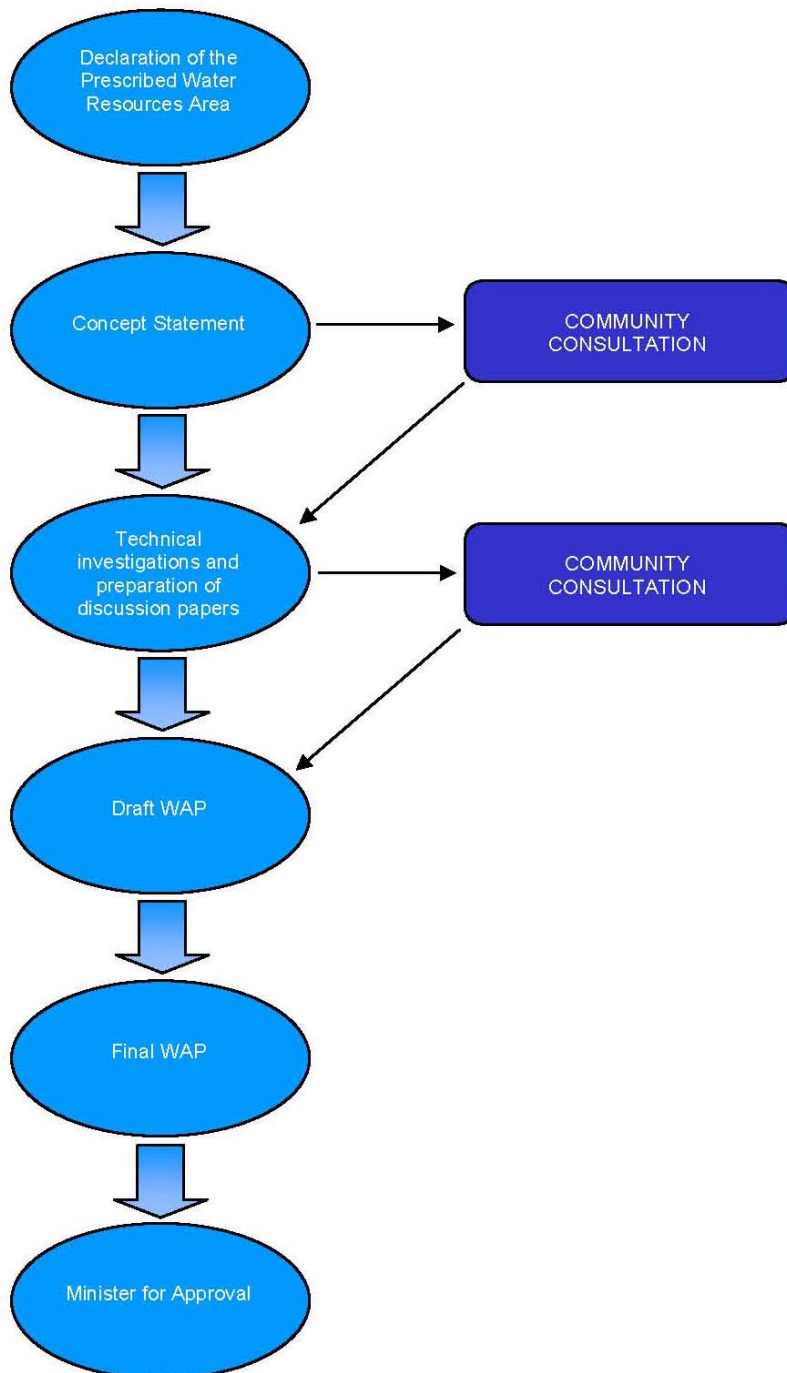 Declaration of the
Prescribed Water
Resources Area
Concept Statement
COMMUNITY
CONSULTATION
Technical
investigations and
preparation of
discussion papers
COMMUNITY
CONSULTATION
Draft WAP
Final WAP
Minister for Approval